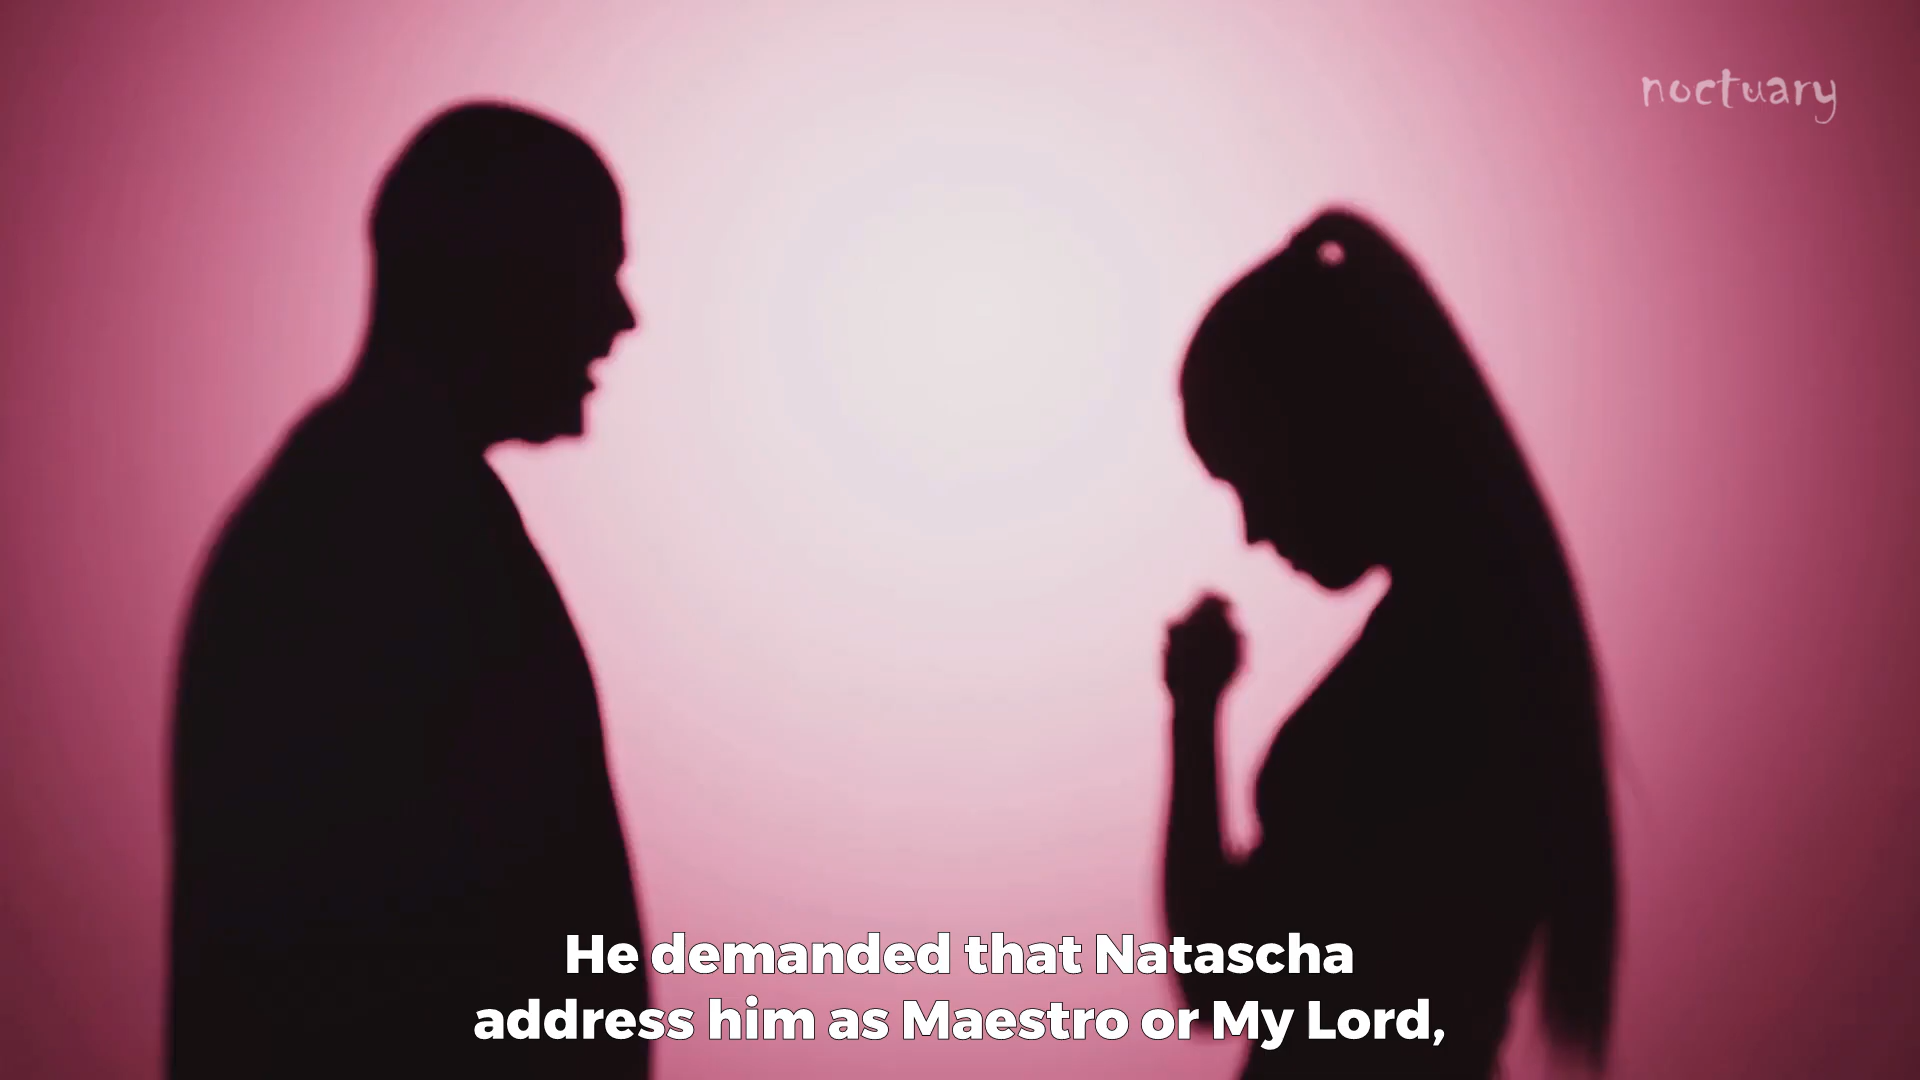 noctuary
He demanded that Natascha
address him as Maestro or My Lord,